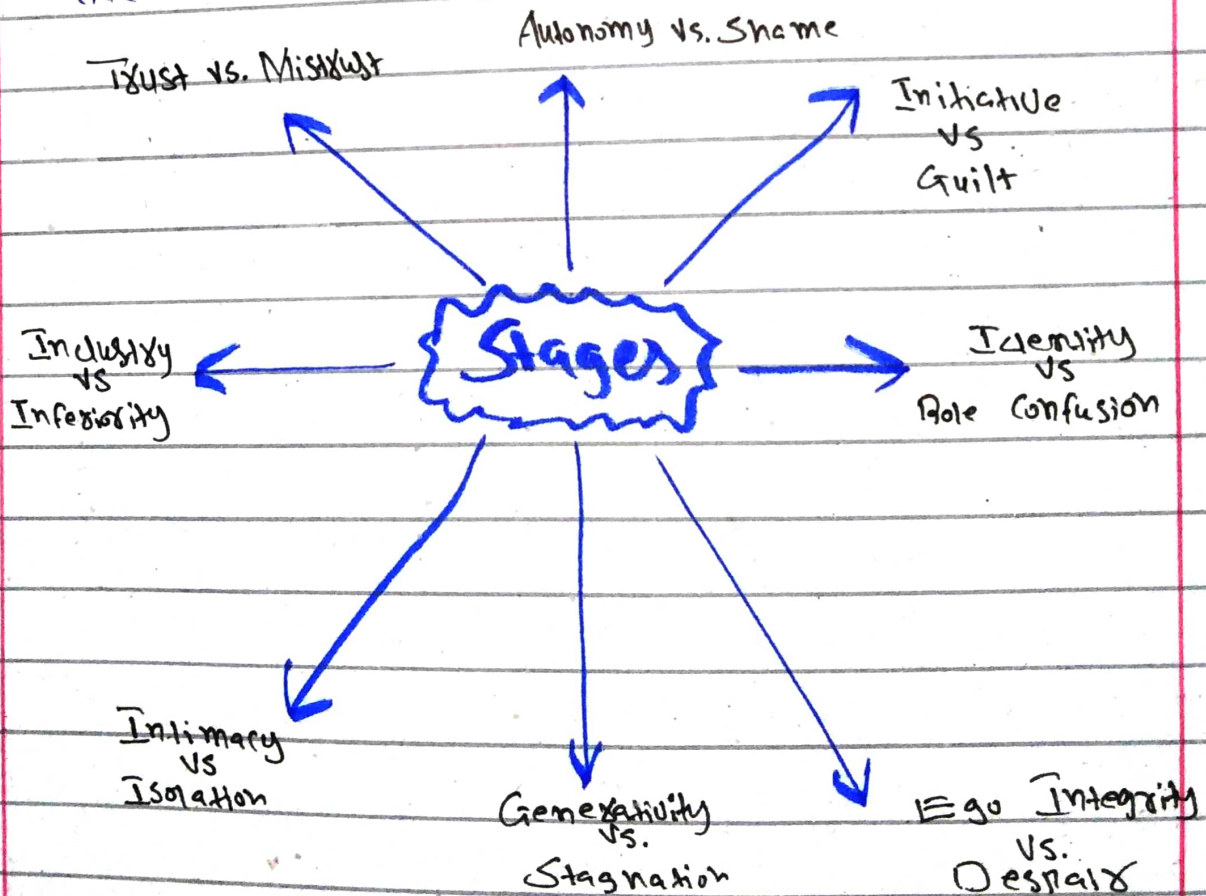 Trust vs. Mistrust
Autonomy vs. Shame
Initiative
vs
Guilt
Stages
Industry
vs
Inferiority
Identity
vs
Role Confusion
Intimacy
vs
Isolation
Generativity
vs.
Stagnation
Ego Integrity
vs.
Despair